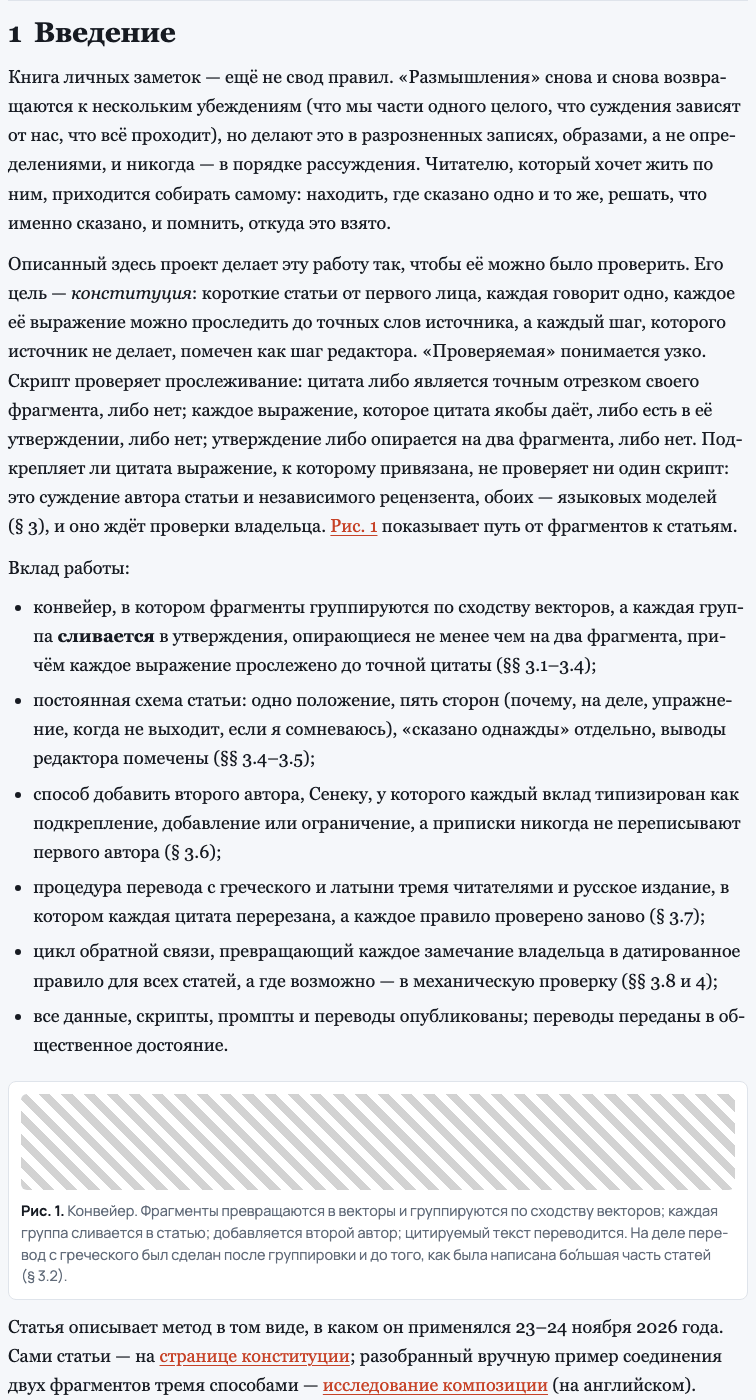 1 Введение
Книга личных заметок — ещё не свод правил. «Размышления» снова и снова возвра-
щаются к нескольким убеждениям (что мы части одного целого, что суждения зависят
от нас, что всё проходит), но делают это в разрозненных записях, образами, а не опре-
делениями, и никогда — в порядке рассуждения. Читателю, который хочет жить по
ним, приходится собирать самому: находить, где сказано одно и то же, решать, что
именно сказано, и помнить, откуда это взято.
Описанный здесь проект делает эту работу так, чтобы её можно было проверить. Его
цель — конституция: короткие статьи от первого лица, каждая говорит одно, каждое
её выражение можно проследить до точных слов источника, а каждый шаг, которого
источник не делает, помечен как шаг редактора. «Проверяемая» понимается узко.
Скрипт проверяет прослеживание: цитата либо является точным отрезком своего
фрагмента, либо нет; каждое выражение, которое цитата якобы даёт, либо есть в её
утверждении, либо нет; утверждение либо опирается на два фрагмента, либо нет. Под-
крепляет ли цитата выражение, к которому привязана, не проверяет ни один скрипт:
это суждение автора статьи и независимого рецензента, обоих — языковых моделей
(§ 3), и оно ждёт проверки владельца. Рис. 1 показывает путь от фрагментов к статьям.
Вклад работы:
• конвейер, в котором фрагменты группируются по сходству векторов, а каждая груп-
па сливается в утверждения, опирающиеся не менее чем на два фрагмента, при-
чём каждое выражение прослежено до точной цитаты (§§ 3.1–3.4);
• постоянная схема статьи: одно положение, пять сторон (почему, на деле, упражне-
ние, когда не выходит, если я сомневаюсь), «сказано однажды» отдельно, выводы
редактора помечены (§§ 3.4–3.5);
• способ добавить второго автора, Сенеку, у которого каждый вклад типизирован как
подкрепление, добавление или ограничение, а приписки никогда не переписывают
первого автора (§ 3.6);
• процедура перевода с греческого и латыни тремя читателями и русское издание, в
котором каждая цитата перерезана, а каждое правило проверено заново (§ 3.7);
• цикл обратной связи, превращающий каждое замечание владельца в датированное
правило для всех статей, а где возможно — в механическую проверку (§§ 3.8 и 4);
• все данные, скрипты, промпты и переводы опубликованы; переводы переданы в об-
щественное достояние.
Рис. 1. Конвейер. Фрагменты превращаются в векторы и группируются по сходству векторов; каждая
группа сливается в статью; добавляется второй автор; цитируемый текст переводится. На деле пере-
вод с греческого был сделан после группировки и до того, как была написана бо́льшая часть статей
(§ 3.2).
Статья описывает метод в том виде, в каком он применялся 23–24 ноября 2026 года.
Сами статьи — на странице конституции; разобранный вручную пример соединения
двух фрагментов тремя способами — исследование композиции (на английском).